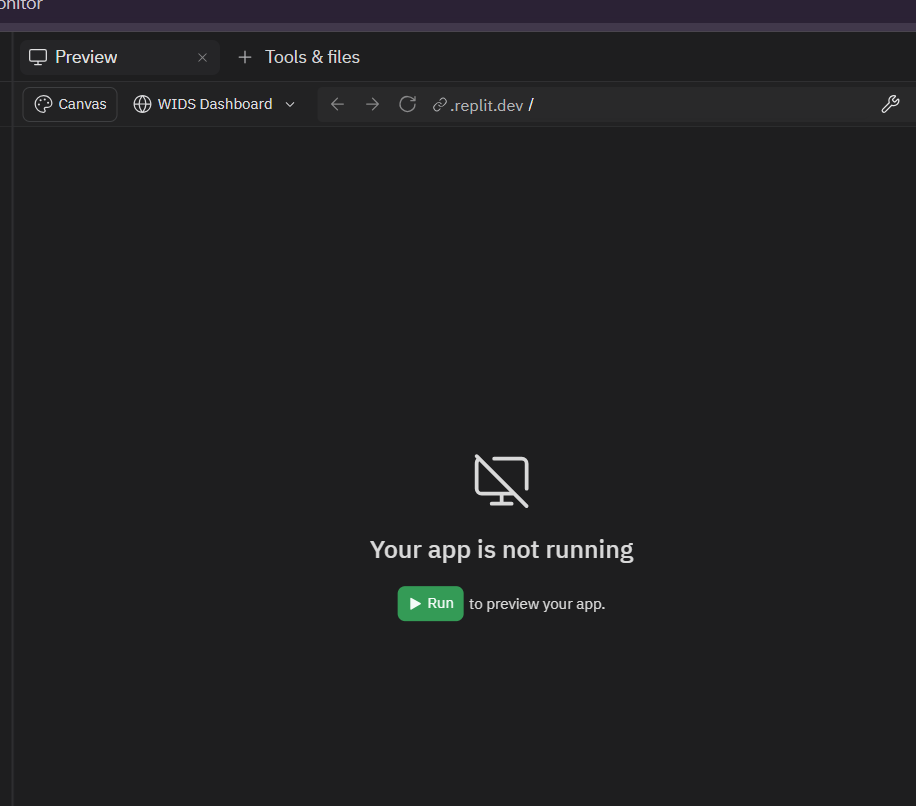 onitor
Preview
Tools & files
Canvas
WIDS Dashboard
.replit.dev /
Your app is not running
Run to preview your app.